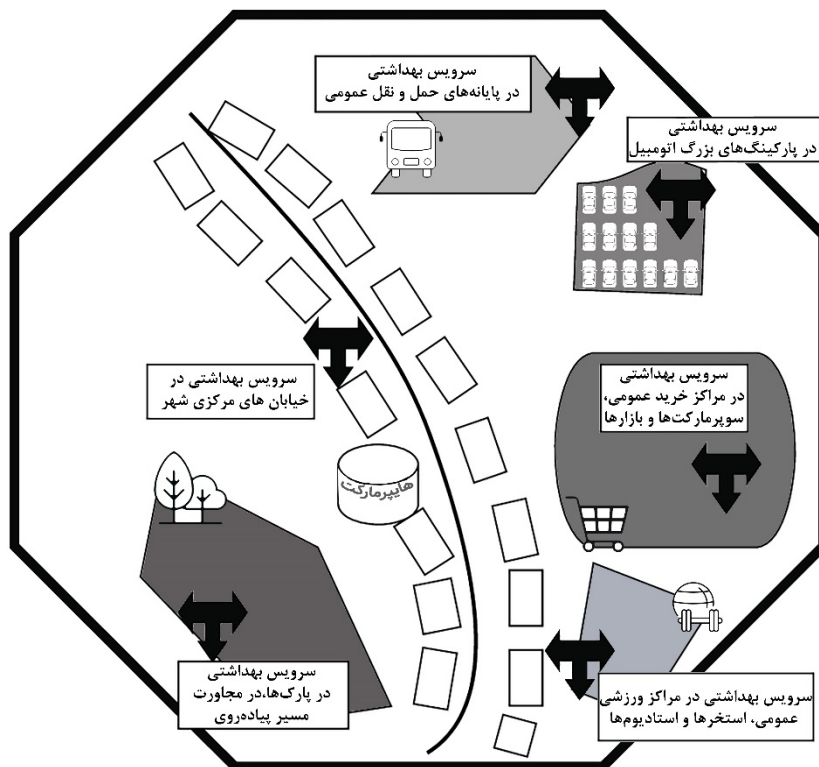 سرویس بهداشتی
در پایانه‌های حمل و نقل عمومی
سرویس بهداشتی
در پارکینگ‌های بزرگ اتومبیل
سرویس بهداشتی در
خیابان های مرکزی شهر
سرویس بهداشتی
در مراکز خرید عمومی،
سوپرمارکت‌ها و بازارها
هایپرمارکت
سرویس بهداشتی
در پارک‌ها،در مجاورت
مسیر پیاده‌روی
سرویس بهداشتی در مراکز ورزشی
عمومی، استخرها و استادیوم‌ها